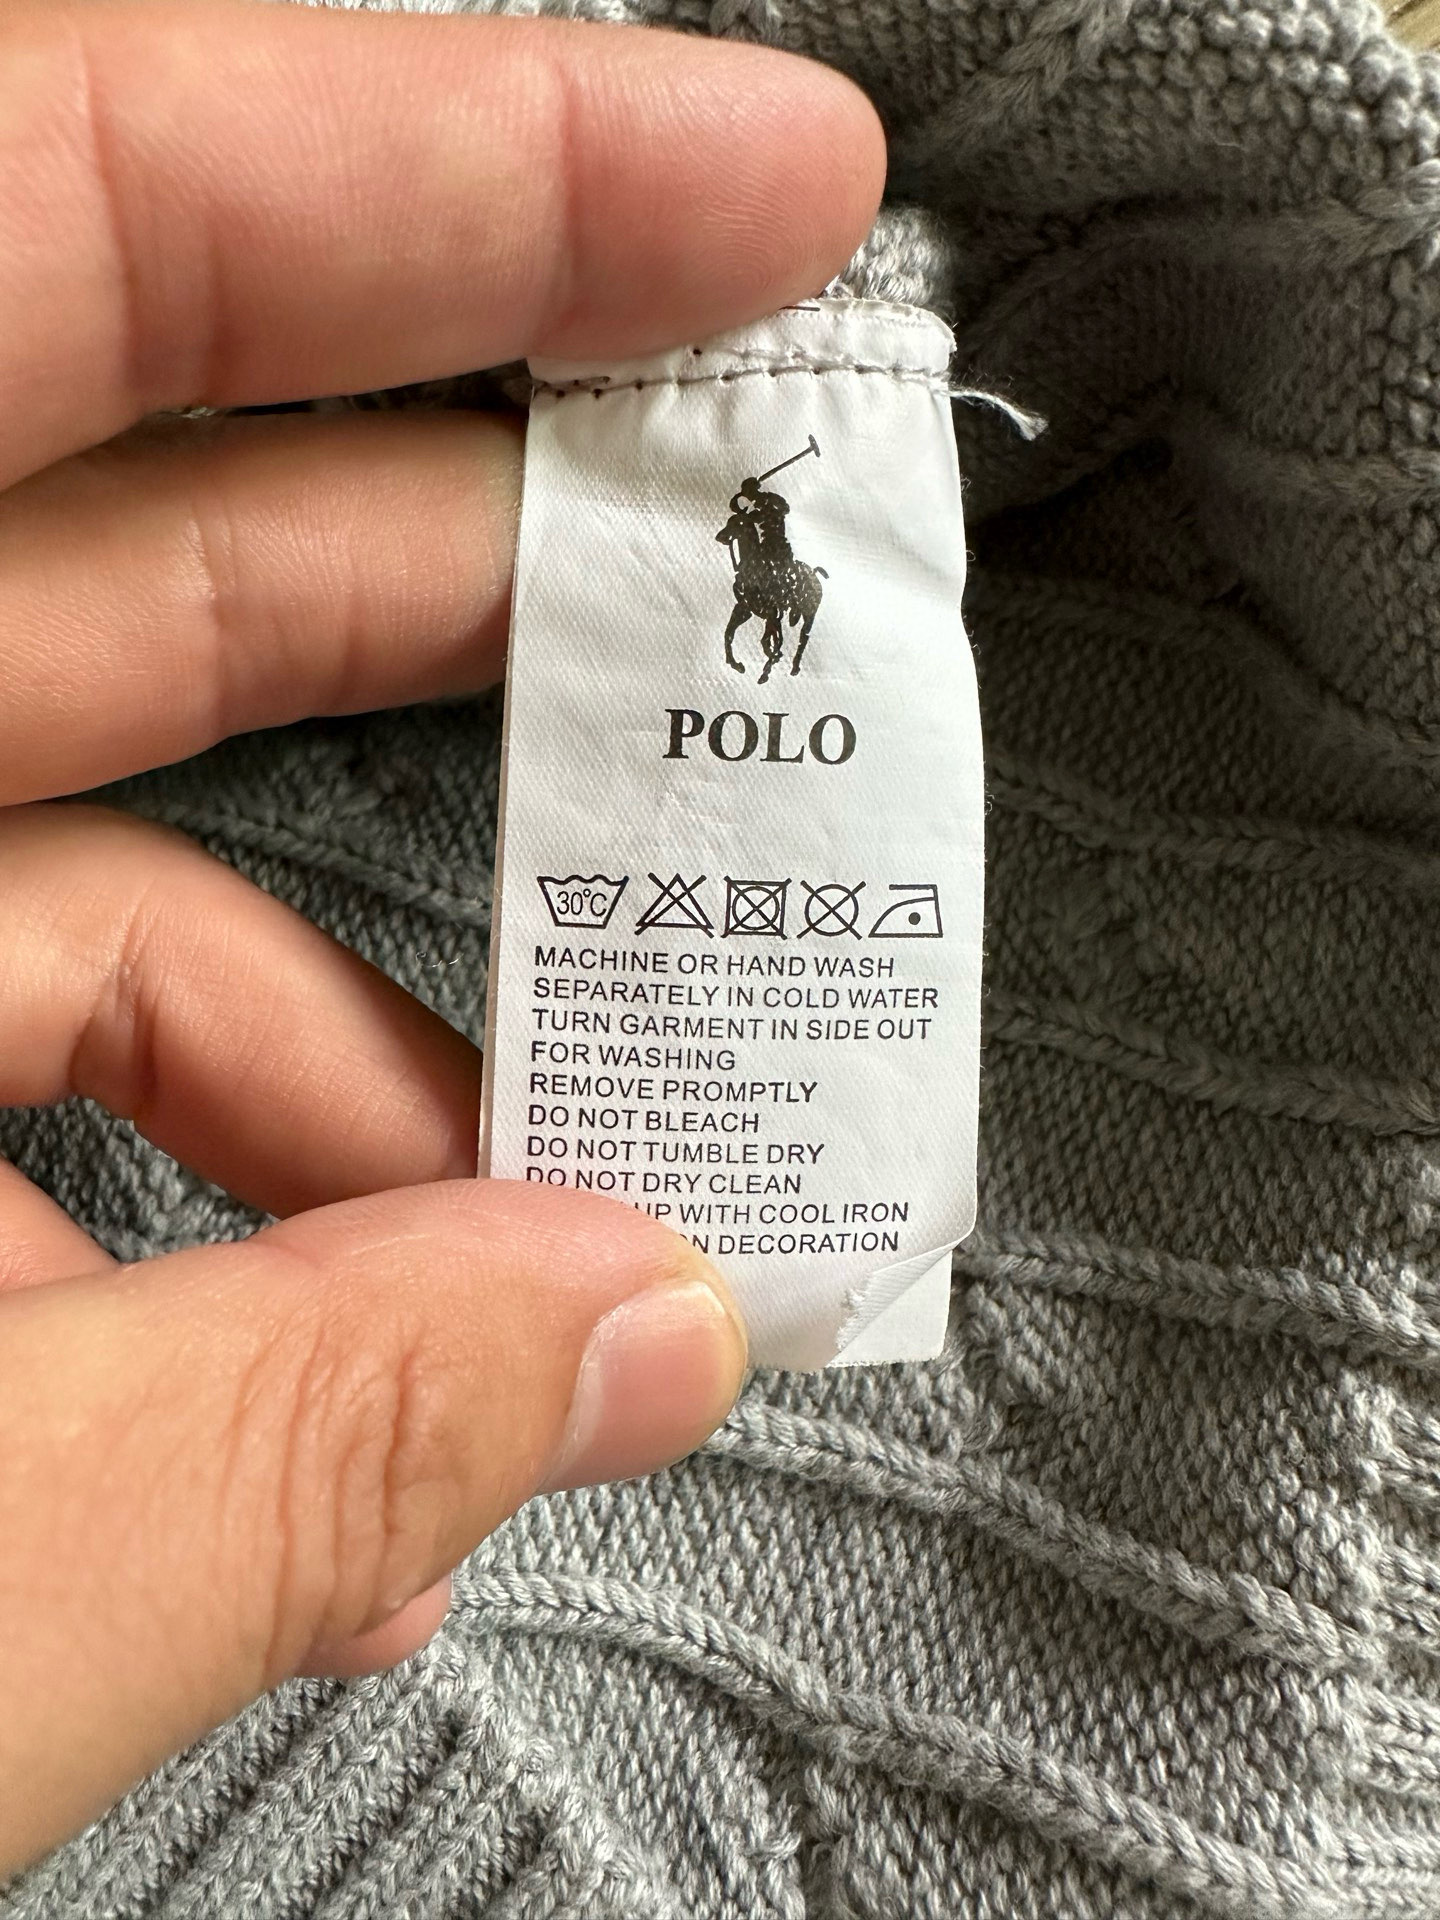 POLO
30°C
MACHINE OR HAND WASH
SEPARATELY IN COLD WATER
TURN GARMENT IN SIDE OUT
FOR WASHING
REMOVE PROMPTLY
DO NOT BLEACH
DO NOT TUMBLE DRY
DO NOT DRY CLEAN
UP WITH COOL IRON
DECORATION